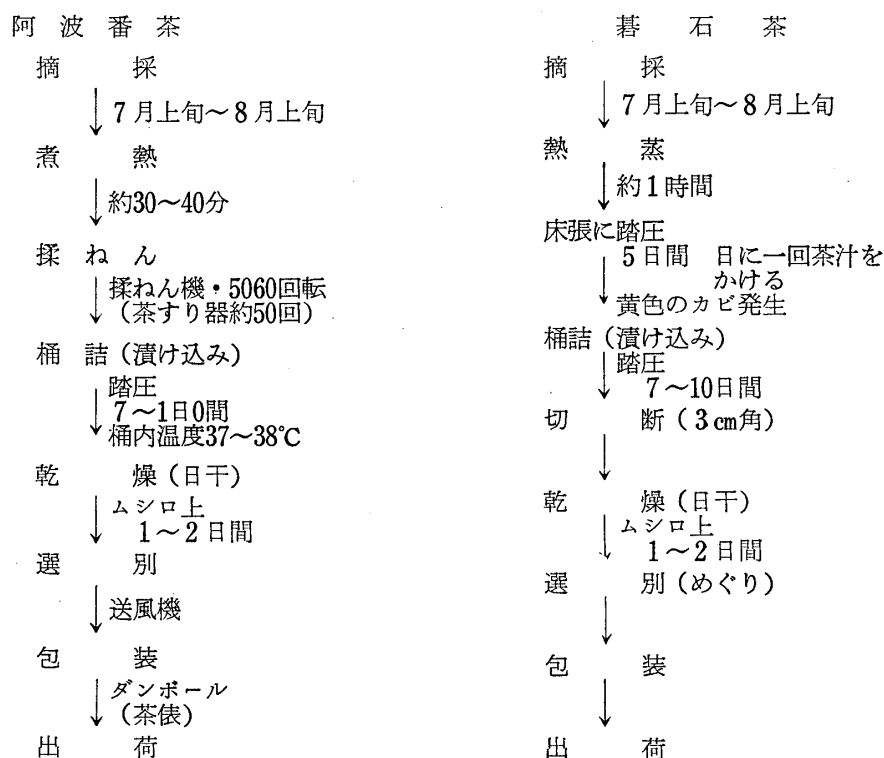 阿波番茶
摘採
7月上旬〜8月上旬
煮熱
約30〜40分
揉ねん
揉ねん機・5060回転
（茶すり器約50回）
桶詰（漬け込み）
踏圧
7〜1日0間
桶内温度37〜38℃
乾燥（日干）
ムシロ上
1〜2日間
選別
送風機
包装
ダンボール
（茶俵）
出荷
碁石茶
摘採
7月上旬〜8月上旬
熱蒸
約1時間
床張に踏圧
5日間 日に一回茶汁を
かける
黄色のカビ発生
桶詰（漬け込み）
踏圧
7〜10日間
切断（3cm角）
乾燥（日干）
ムシロ上
1〜2日間
選別（めぐり）
包装
出荷